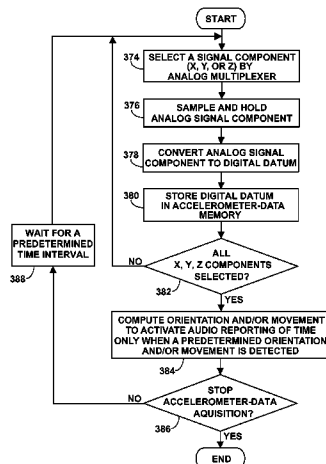 START
374
SELECT A SIGNAL COMPONENT
(X, Y, OR Z) BY
ANALOG MULTIPLEXER
376
SAMPLE AND HOLD
ANALOG SIGNAL COMPONENT
378
CONVERT ANALOG SIGNAL
COMPONENT TO DIGITAL DATUM
380
STORE DIGITAL DATUM
IN ACCELEROMETER-DATA
MEMORY
WAIT FOR A
PREDETERMINED
TIME INTERVAL
388
NO
ALL
X, Y, Z COMPONENTS
SELECTED?
382
YES
COMPUTE ORIENTATION AND/OR MOVEMENT
TO ACTIVATE AUDIO REPORTING OF TIME
ONLY WHEN A PREDETERMINED ORIENTATION
AND/OR MOVEMENT IS DETECTED
384
NO
STOP
ACCELEROMETER-DATA
AQUISITION?
386
YES
END